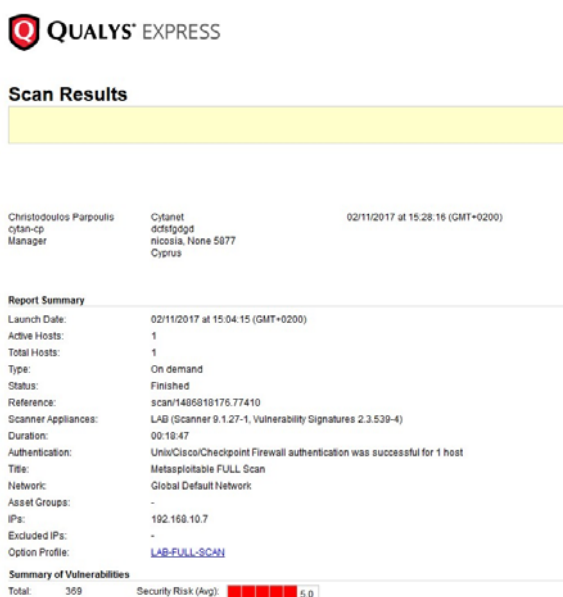 QUALYS' EXPRESS
Scan Results
Christodoulos Parpoulis Cytanet 02/11/2017 at 15:28:16 (GMT+0200)
cytan-cp dcfsfgdgd
Manager nicosia, None 5877
Cyprus
Report Summary
Launch Date: 02/11/2017 at 15:04:15 (GMT+0200)
Active Hosts: 1
Total Hosts: 1
Type: On demand
Status: Finished
Reference: scan/1486818176.77410
Scanner Appliances: LAB (Scanner 9.1.27-1, Vulnerability Signatures 2.3.539-4)
Duration: 00:18:47
Authentication: Unix/Cisco/Checkpoint Firewall authentication was successful for 1 host
Title: Metasploitable FULL Scan
Network: Global Default Network
Asset Groups: -
IPs: 192.168.10.7
Excluded IPs: -
Option Profile: LAB-FULL-SCAN
Summary of Vulnerabilities
Total: 369 Security Risk (Avg): 5.0